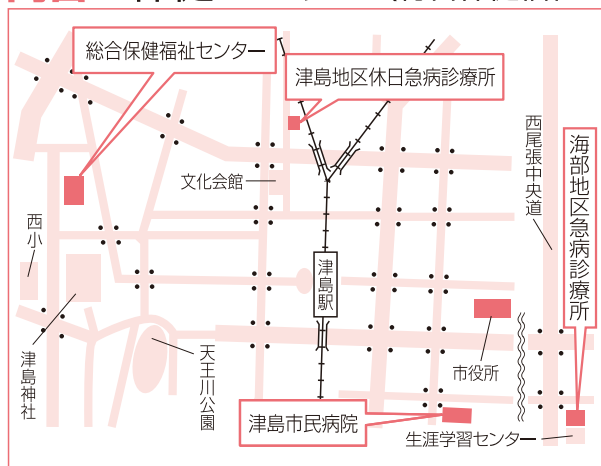 総合保健福祉センター
津島地区休日急病診療所
西尾張中央道
海部地区急病診療所
文化会館
西小
津島駅
市役所
津島神社
天王川公園
津島市民病院
生涯学習センター